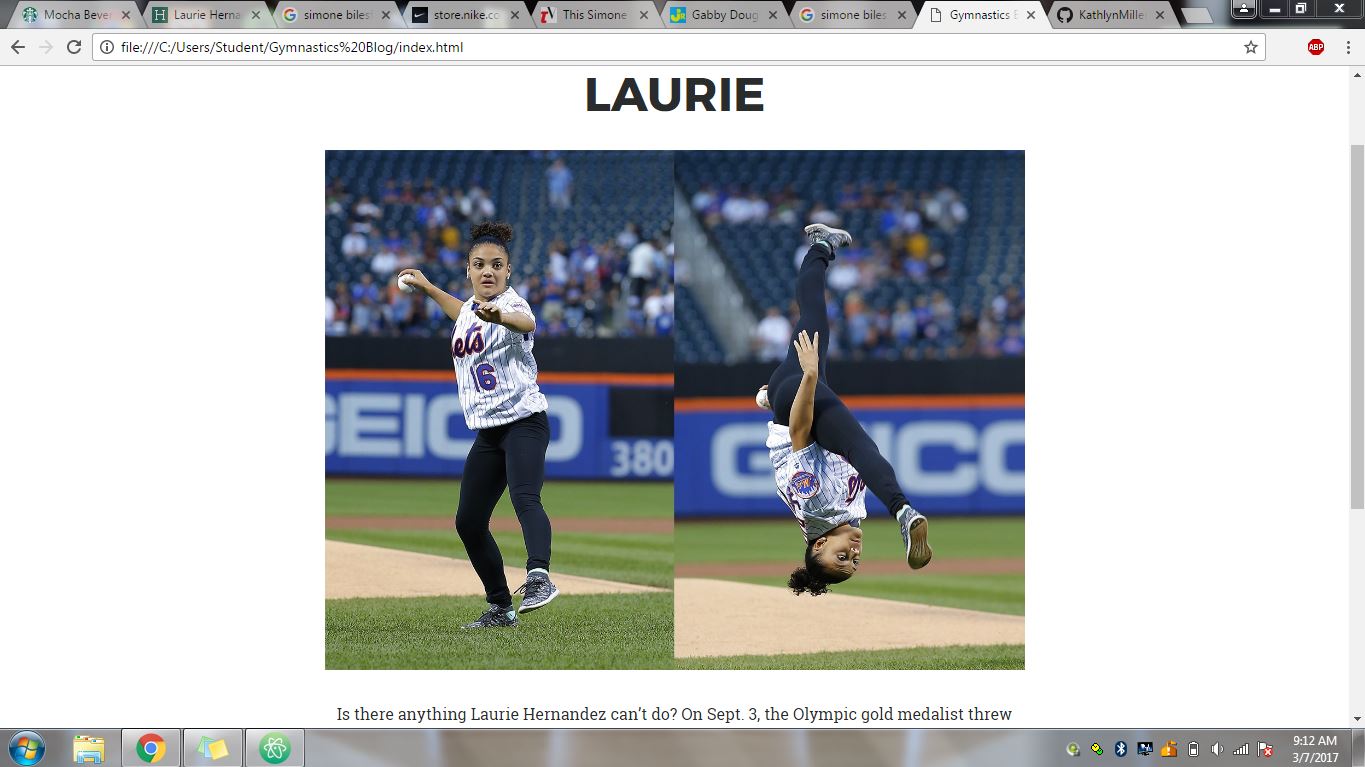 Mocha Beve
Laurie Herna
simone biles
store.nike.co
This Simone
Gabby Doug
simone biles
Gymnastics B
KathlynMille
file:///C:/Users/Student/Gymnastics%20Blog/index.html
ABP
LAURIE
ets
16
GEICO
380
GEICO
Is there anything Laurie Hernandez can’t do? On Sept. 3, the Olympic gold medalist threw
9:12 AM
3/7/2017